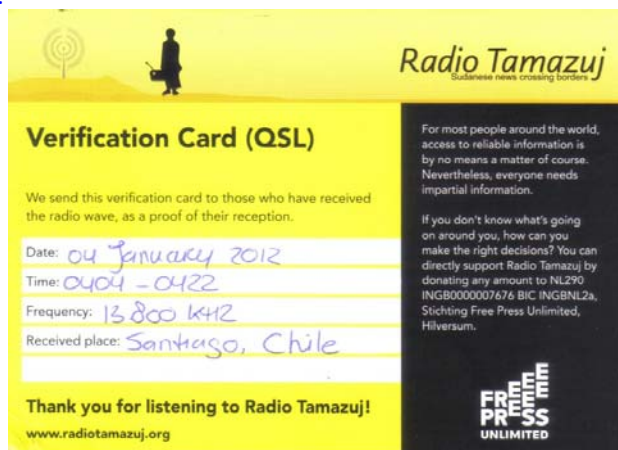 Radio Tamazuj
Sudanese news crossing borders
Verification Card (QSL)
We send this verification card to those who have received
the radio wave, as a proof of their reception.
Date: 04 January 2012
Time: 0404 - 0422
Frequency: 13.800 KHZ
Received place: Santiago, Chile
Thank you for listening to Radio Tamazuj!
www.radiotamazuj.org
For most people around the world,
access to reliable information is
by no means a matter of course.
Nevertheless, everyone needs
impartial information.
If you don't know what's going
on around you, how can you
make the right decisions? You can
directly support Radio Tamazuj by
donating any amount to NL290
INGB0000007676 BIC INGBNL2a,
Stichting Free Press Unlimited,
Hilversum.
FREEEE
PRESS
UNLIMITED